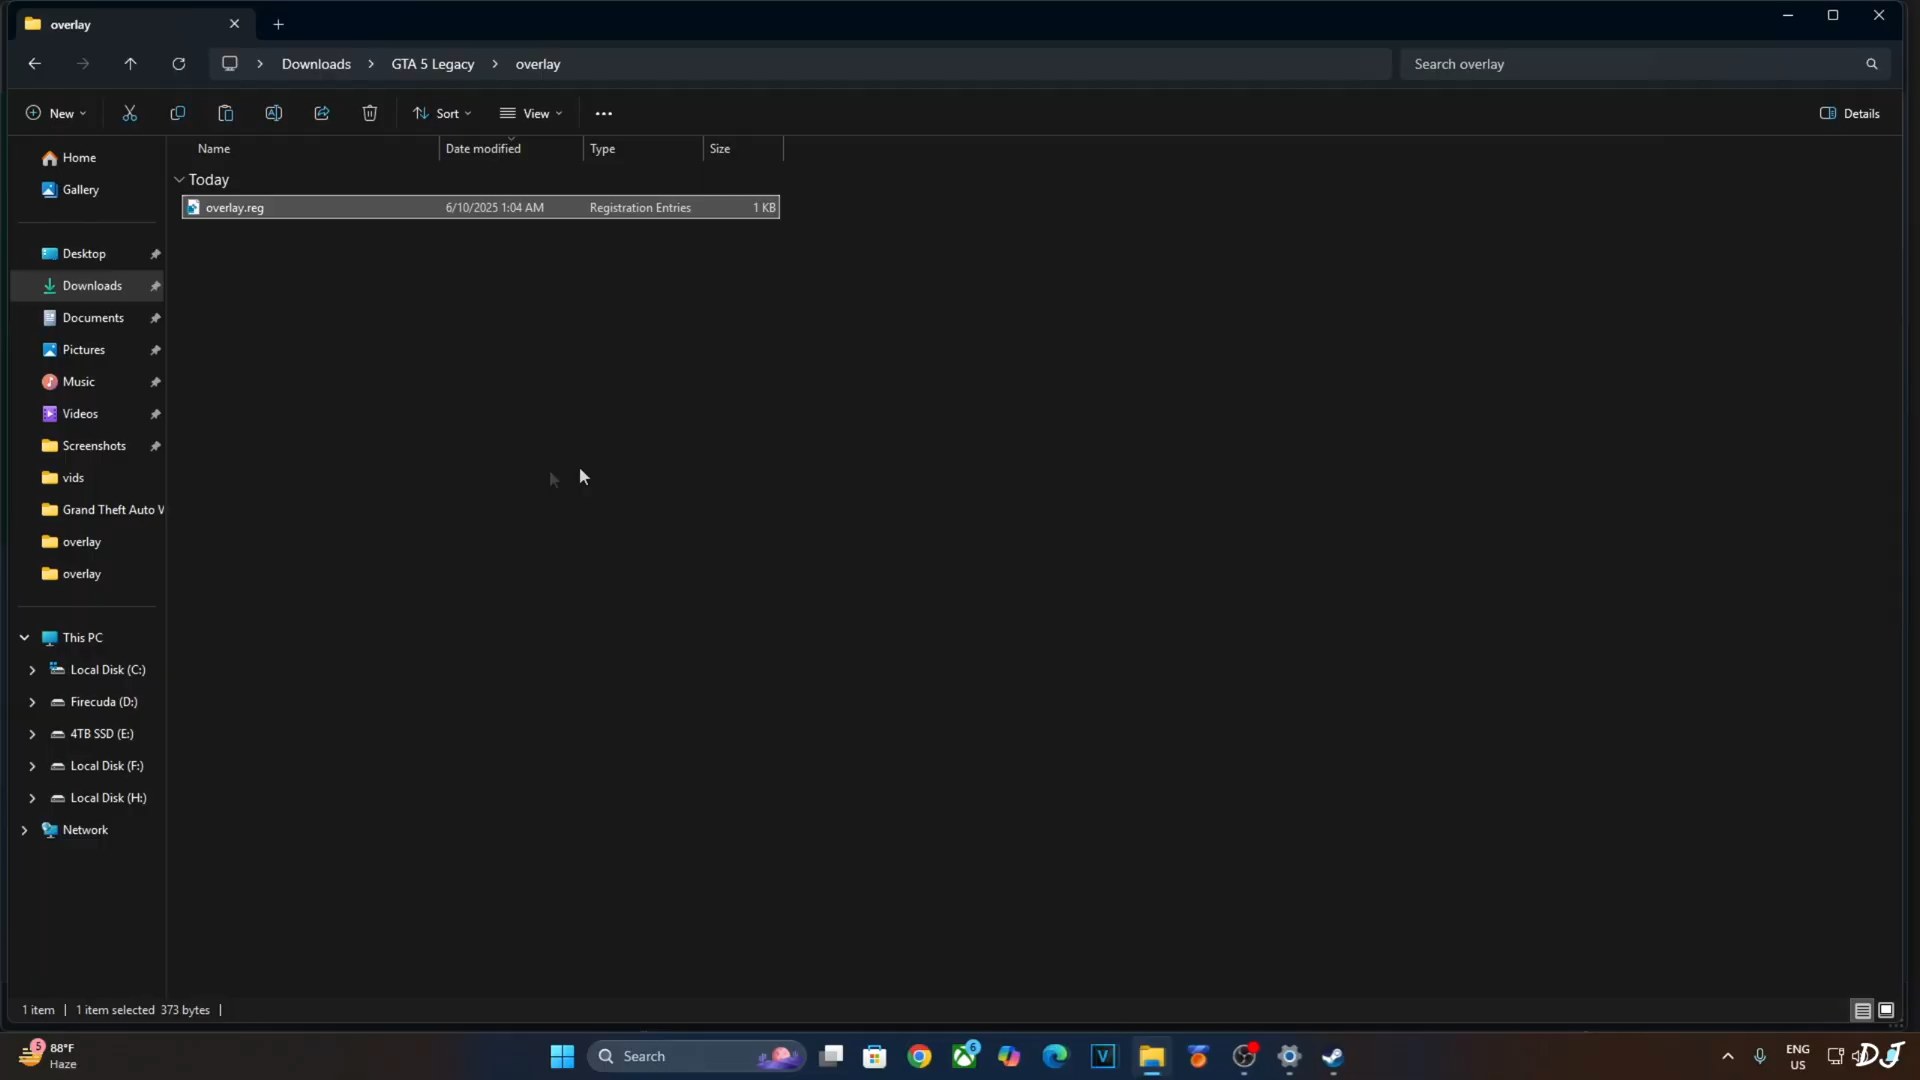 overlay
Downloads
GTA 5 Legacy
overlay
Search overlay
New
Sort
View
Details
Name
Date modified
Type
Size
Today
overlay.reg
6/10/2025 1:04 AM
Registration Entries
1 KB
Home
Gallery
Desktop
Downloads
Documents
Pictures
Music
Videos
Screenshots
vids
Grand Theft Auto V
overlay
overlay
This PC
Local Disk (C:)
Firecuda (D:)
4TB SSD (E:)
Local Disk (F:)
Local Disk (H:)
Network
1 item
1 item selected 373 bytes
5
88°F
Haze
Search
6
V
ENG
US
DJ